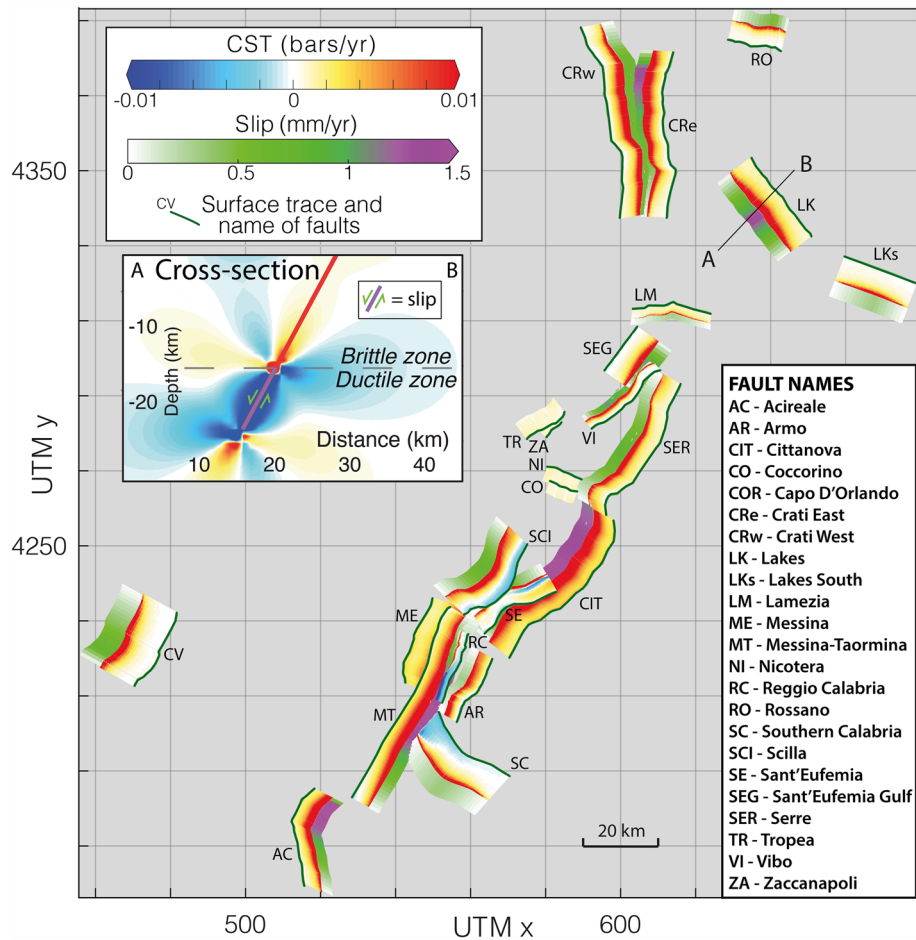 CST (bars/yr)
-0.01
0
0.01
Slip (mm/yr)
0
0.5
1
1.5
CV
Surface trace and
name of faults
A
Cross-section
B
= slip
-10
-20
Depth (km)
Brittle zone
Ductile zone
Distance (km)
10
20
30
40
RO
CRw
CRe
B
LK
A
LKs
LM
SEG
TR
ZA
VI
NI
CO
SER
SCI
CIT
SE
ME
RC
CV
MT
AR
SC
AC
20 km
4350
4250
UTM y
500
600
UTM x
FAULT NAMES
AC - Acireale
AR - Armo
CIT - Cittanova
CO - Coccorino
COR - Capo D'Orlando
CRe - Crati East
CRw - Crati West
LK - Lakes
LKs - Lakes South
LM - Lamezia
ME - Messina
MT - Messina-Taormina
NI - Nicotera
RC - Reggio Calabria
RO - Rossano
SC - Southern Calabria
SCI - Scilla
SE - Sant'Eufemia
SEG - Sant'Eufemia Gulf
SER - Serre
TR - Tropea
VI - Vibo
ZA - Zaccanapoli